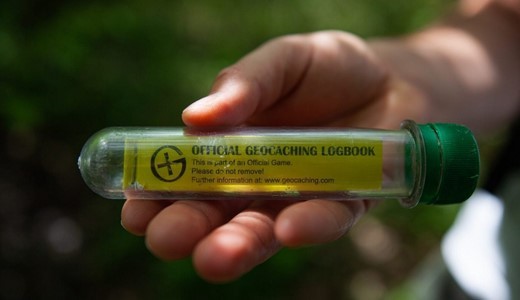 OFFICIAL GEOCACHING LOGBOOK
This is part of an Official Game.
Please do not remove!
Further information at: www.geocaching.com